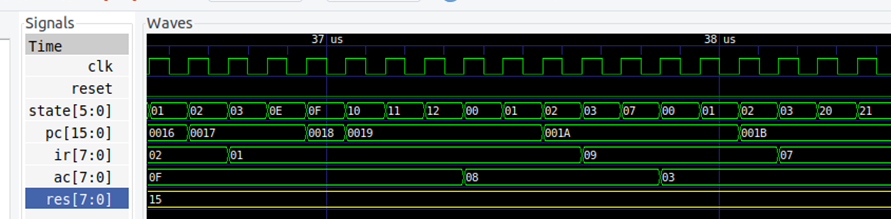 Signals Waves
Time 37 us 38 us
clk
reset
state[5:0] 01 02 03 0E 0F 10 11 12 00 01 02 03 07 00 01 02 03 20 21
pc[15:0] 0016 0017 0018 0019 001A 001B
ir[7:0] 02 01 09 07
ac[7:0] 0F 08 03
res[7:0] 15